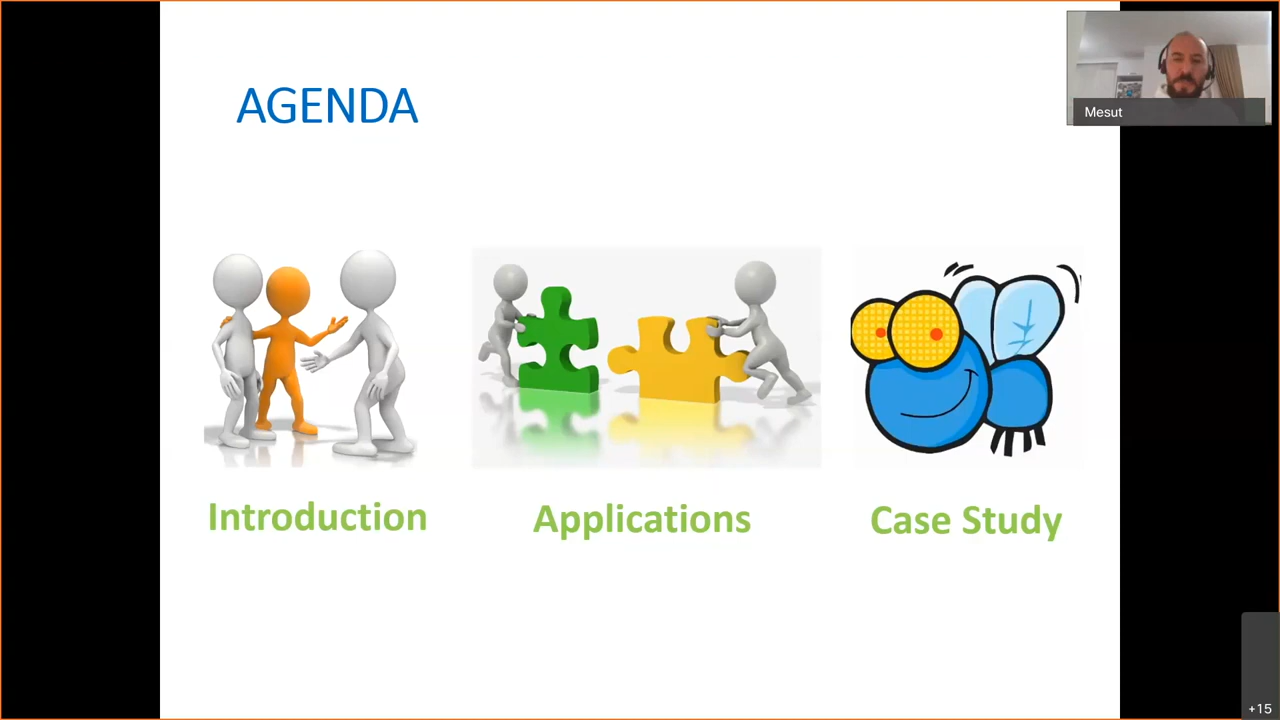 AGENDA
Mesut
Introduction
Applications
Case Study
+15